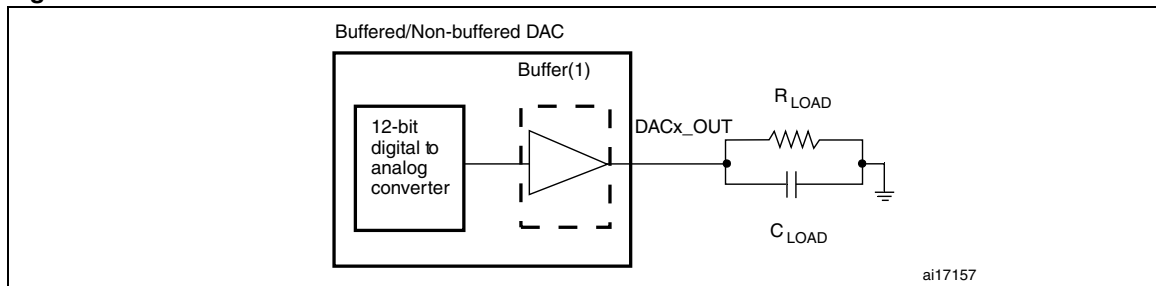 Buffered/Non-buffered DAC
Buffer(1)
12-bit
digital to
analog
converter
DACx_OUT
R LOAD
C LOAD
ai17157